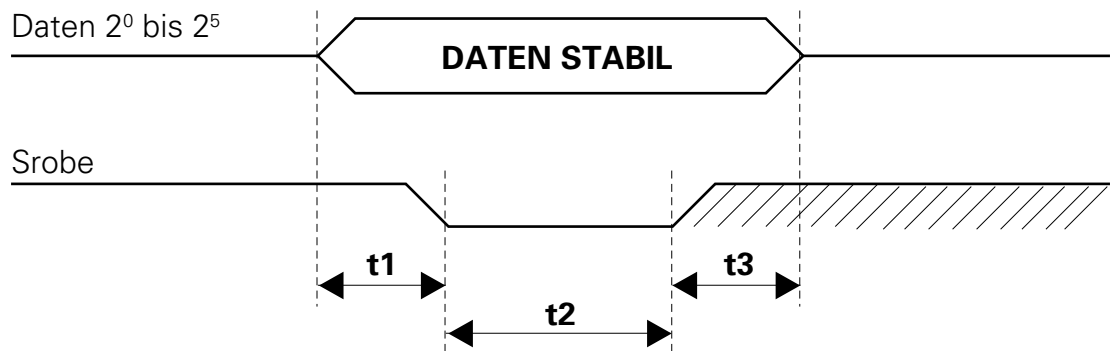 Daten 2⁰ bis 2⁵
DATEN STABIL
Srobe
t1
t3
t2